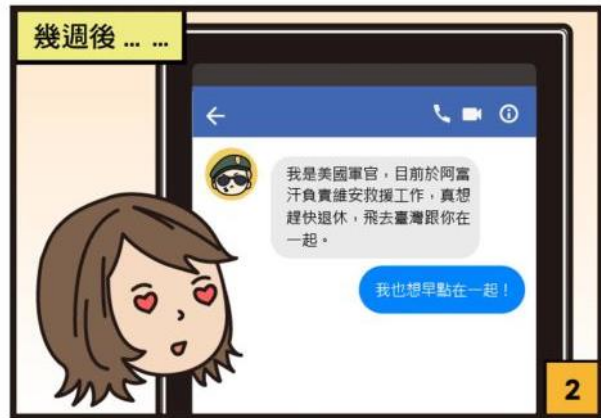 幾週後 … …
我是美國軍官，目前於阿富
汗負責維安救援工作，真想
趕快退休，飛去臺灣跟你在
一起。
我也想早點在一起！
2